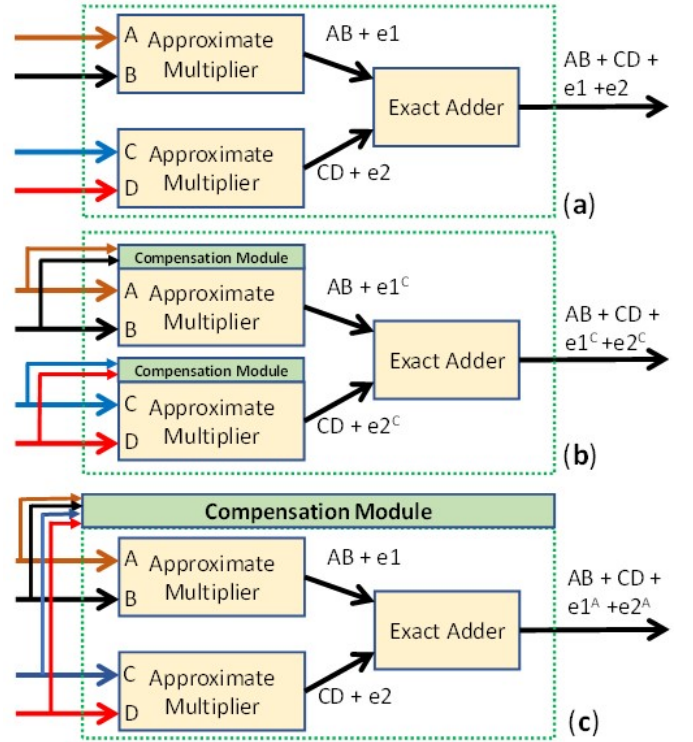 A
B
Approximate
Multiplier
AB + e1
C
D
Approximate
Multiplier
CD + e2
Exact Adder
AB + CD +
e1 +e2
(a)
Compensation Module
A
B
Approximate
Multiplier
AB + e1ᶜ
Compensation Module
C
D
Approximate
Multiplier
CD + e2ᶜ
Exact Adder
AB + CD +
e1ᶜ +e2ᶜ
(b)
Compensation Module
A
B
Approximate
Multiplier
AB + e1
C
D
Approximate
Multiplier
CD + e2
Exact Adder
AB + CD +
e1ᴬ +e2ᴬ
(c)